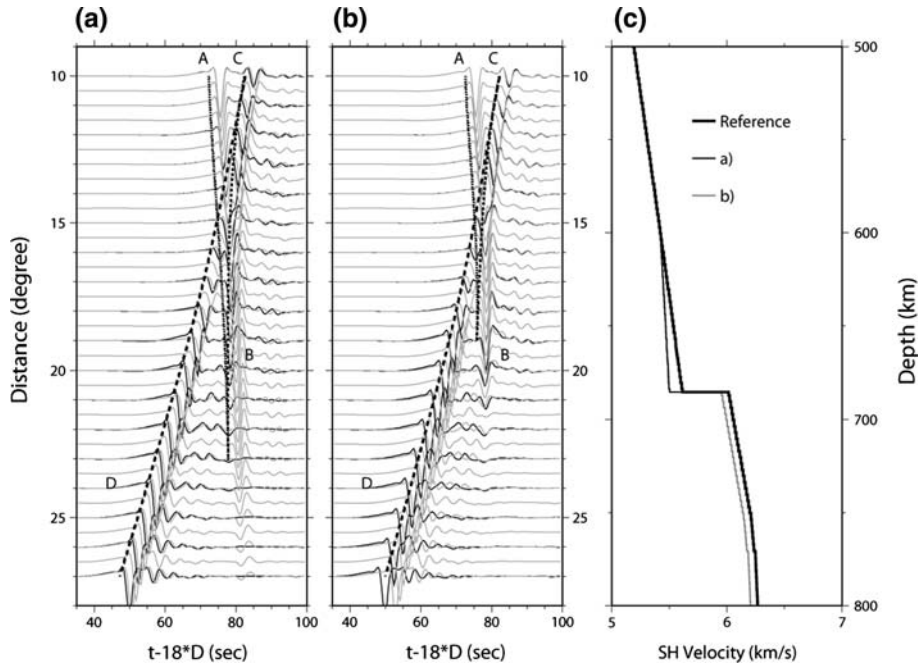 (a) (b) (c)
A C
A C
10
15
20
25
B
D
Distance (degree)
40 60 80 100
t-18*D (sec)
10
15
20
25
B
D
40 60 80 100
t-18*D (sec)
Reference
a)
b)
500
600
700
800
Depth (km)
5 6 7
SH Velocity (km/s)